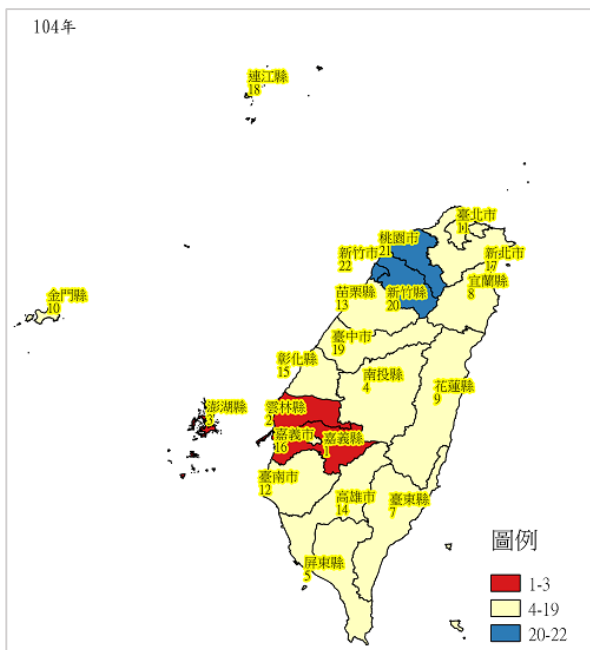 104年
連江縣
18
臺北市
11
桃園市
21
新竹市
22
新北市
17
宜蘭縣
8
金門縣
10
苗栗縣
13
新竹縣
20
臺中市
19
彰化縣
15
南投縣
4
花蓮縣
9
澎湖縣
3
雲林縣
2
嘉義市
16
嘉義縣
1
臺南市
12
高雄市
14
臺東縣
7
屏東縣
5
圖例
1-3
4-19
20-22